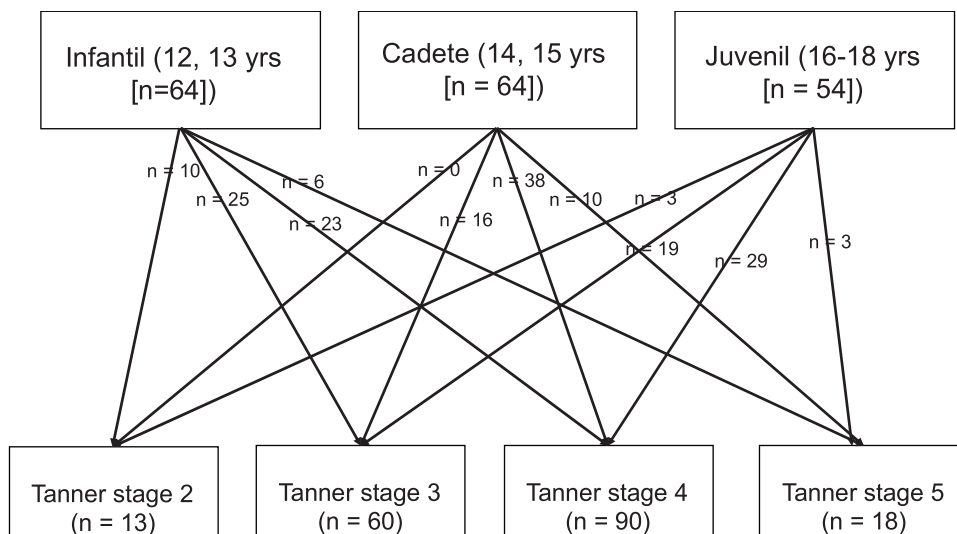 Infantil (12, 13 yrs
[n=64])
Cadete (14, 15 yrs
[n = 64])
Juvenil (16-18 yrs
[n = 54])
n = 10
n = 25
n = 6
n = 23
n = 0
n = 16
n = 38
n = 10
n = 3
n = 19
n = 29
n = 3
Tanner stage 2
(n = 13)
Tanner stage 3
(n = 60)
Tanner stage 4
(n = 90)
Tanner stage 5
(n = 18)